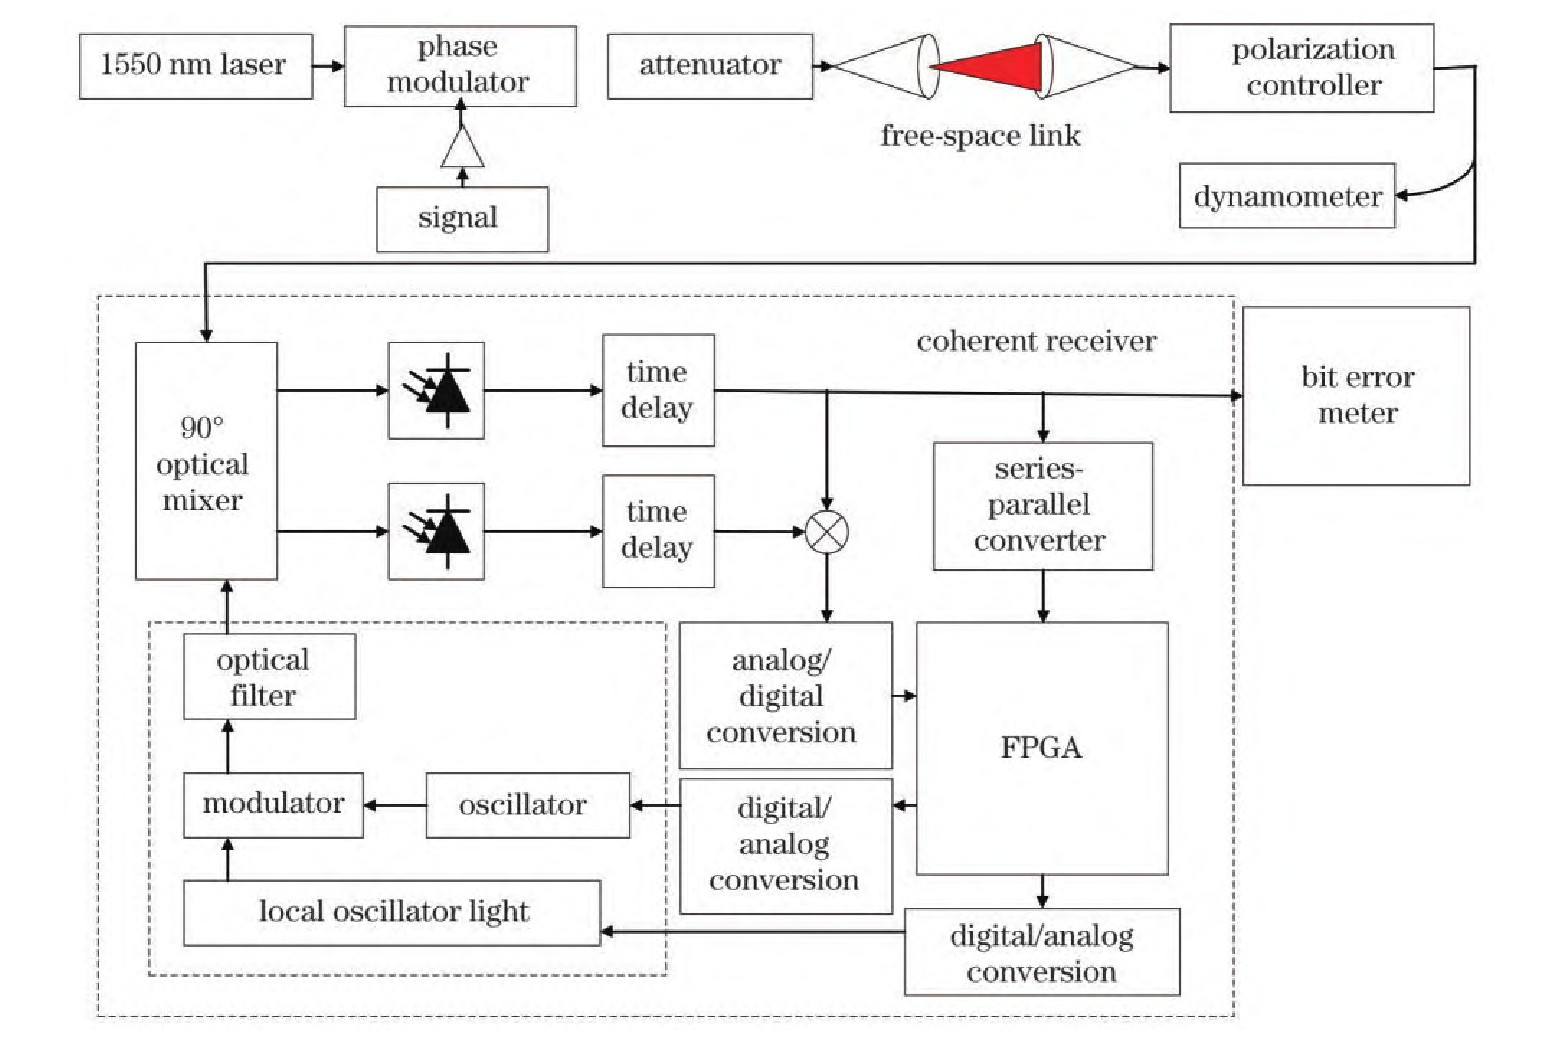 1550 nm laser
phase
modulator
signal
attenuator
free-space link
polarization
controller
dynamometer
coherent receiver
bit error
meter
90°
optical
mixer
time
delay
time
delay
series-
parallel
converter
optical
filter
analog/
digital
conversion
FPGA
modulator
oscillator
digital/
analog
conversion
local oscillator light
digital/analog
conversion